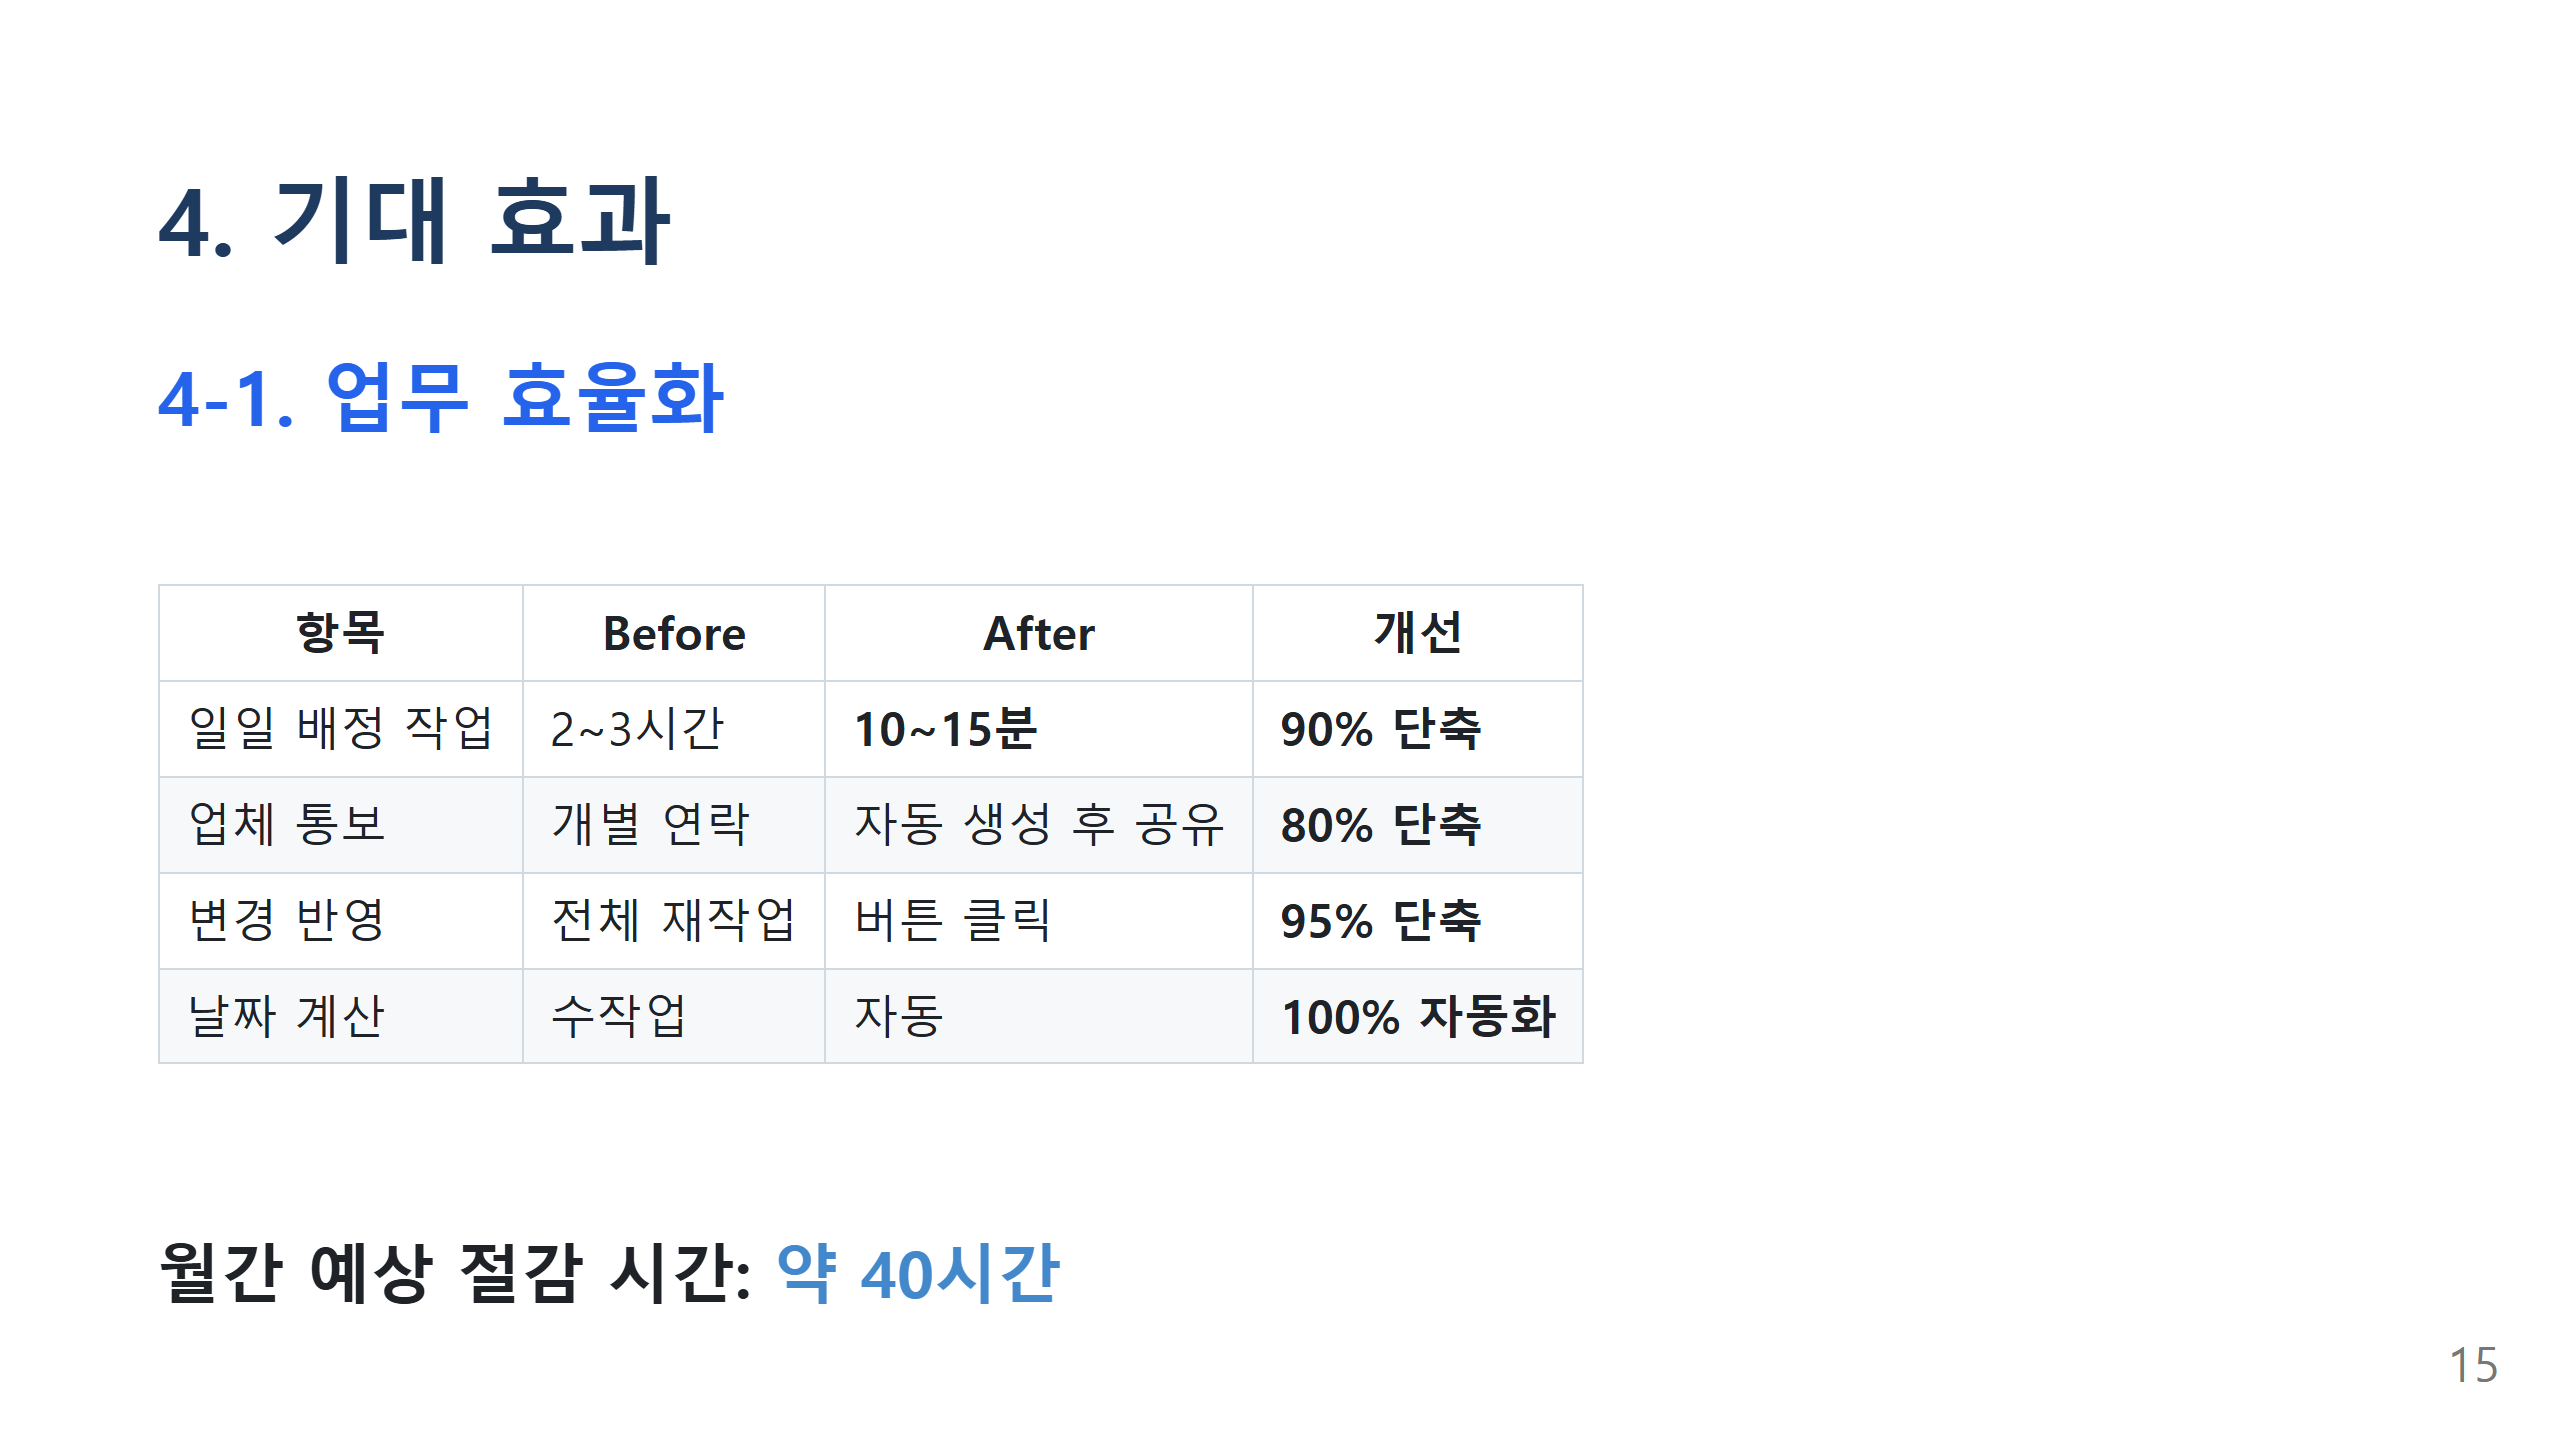 4. 기대 효과
4-1. 업무 효율화
항목 Before After 개선
일일 배정 작업 2~3시간 10~15분 90% 단축
업체 통보 개별 연락 자동 생성 후 공유 80% 단축
변경 반영 전체 재작업 버튼 클릭 95% 단축
날짜 계산 수작업 자동 100% 자동화
월간 예상 절감 시간: 약 40시간
15